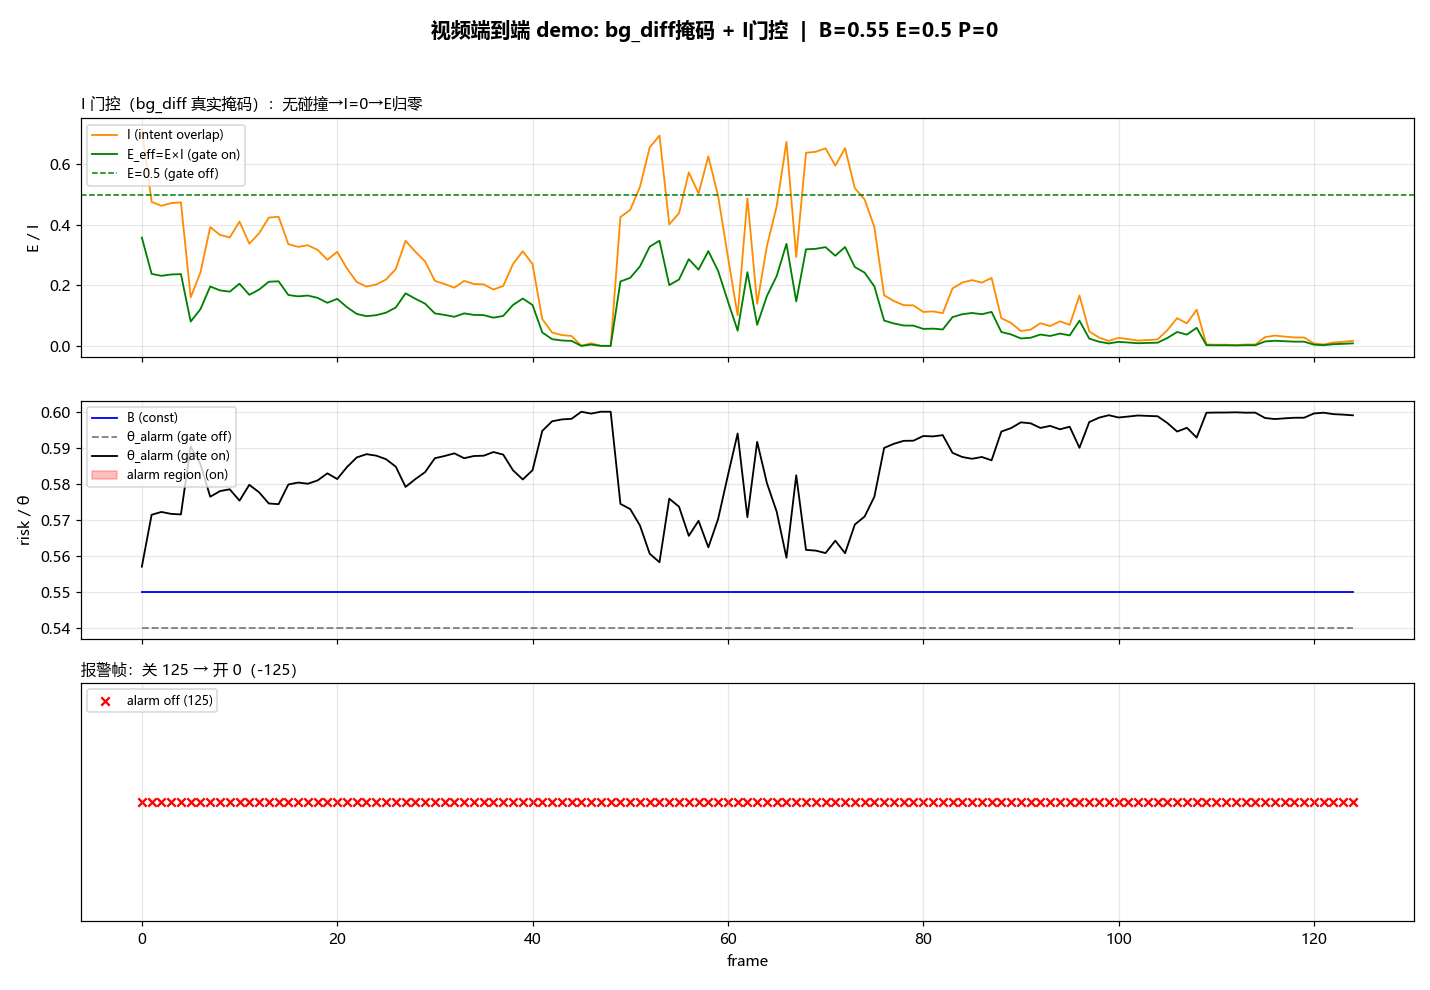 视频端到端 demo: bg_diff掩码 + I门控 | B=0.55 E=0.5 P=0
I 门控（bg_diff 真实掩码）：无碰撞→I=0→E归零
I (intent overlap)
E_eff=E×I (gate on)
E=0.5 (gate off)
E / I
0.6
0.4
0.2
0.0
B (const)
θ_alarm (gate off)
θ_alarm (gate on)
alarm region (on)
risk / θ
0.60
0.59
0.58
0.57
0.56
0.55
0.54
报警帧：关 125 → 开 0（-125）
alarm off (125)
0 20 40 60 80 100 120
frame